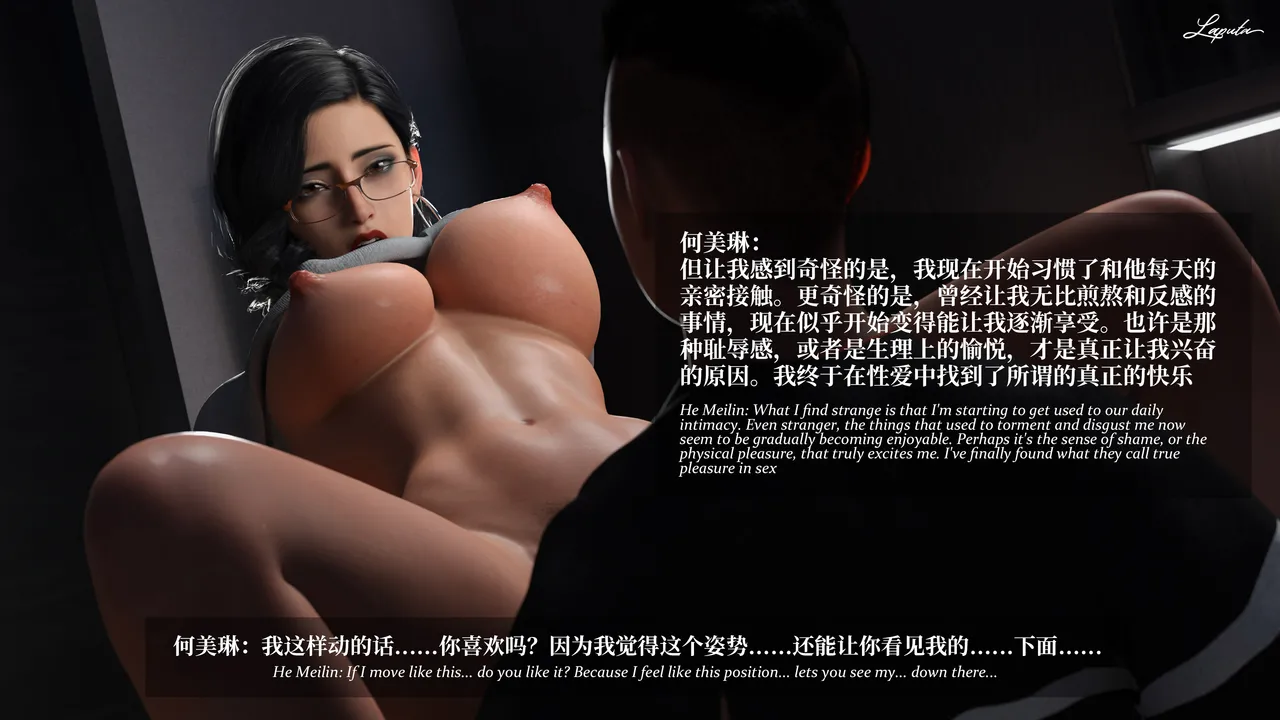 Laputa
何美琳：
但让我感到奇怪的是，我现在开始习惯了和他每天的
亲密接触。更奇怪的是，曾经让我无比煎熬和反感的
事情，现在似乎开始变得能让我逐渐享受。也许是那
种耻辱感，或者是生理上的愉悦，才是真正让我兴奋
的原因。我终于在性爱中找到了所谓的真正的快乐
He Meilin: What I find strange is that I'm starting to get used to our daily
intimacy. Even stranger, the things that used to torment and disgust me now
seem to be gradually becoming enjoyable. Perhaps it's the sense of shame, or the
physical pleasure, that truly excites me. I've finally found what they call true
pleasure in sex
何美琳：我这样动的话……你喜欢吗？因为我觉得这个姿势……还能让你看见我的……下面……
He Meilin: If I move like this... do you like it? Because I feel like this position... lets you see my... down there...